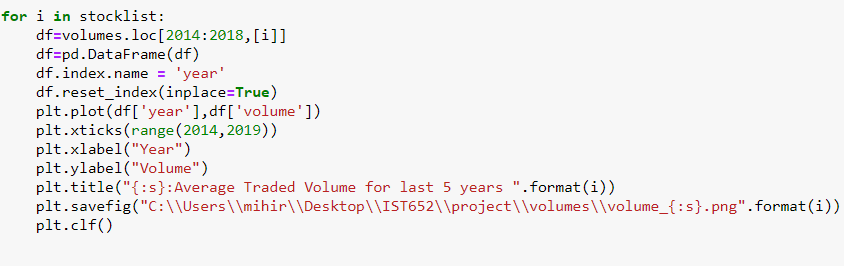 for i in stocklist:
    df=volumes.loc[2014:2018,[i]]
    df=pd.DataFrame(df)
    df.index.name = 'year'
    df.reset_index(inplace=True)
    plt.plot(df['year'],df['volume'])
    plt.xticks(range(2014,2019))
    plt.xlabel("Year")
    plt.ylabel("Volume")
    plt.title("{:s}:Average Traded Volume for last 5 years ".format(i))
    plt.savefig("C:\\Users\\mihir\\Desktop\\IST652\\project\\volumes\\volume_{:s}.png".format(i))
    plt.clf()